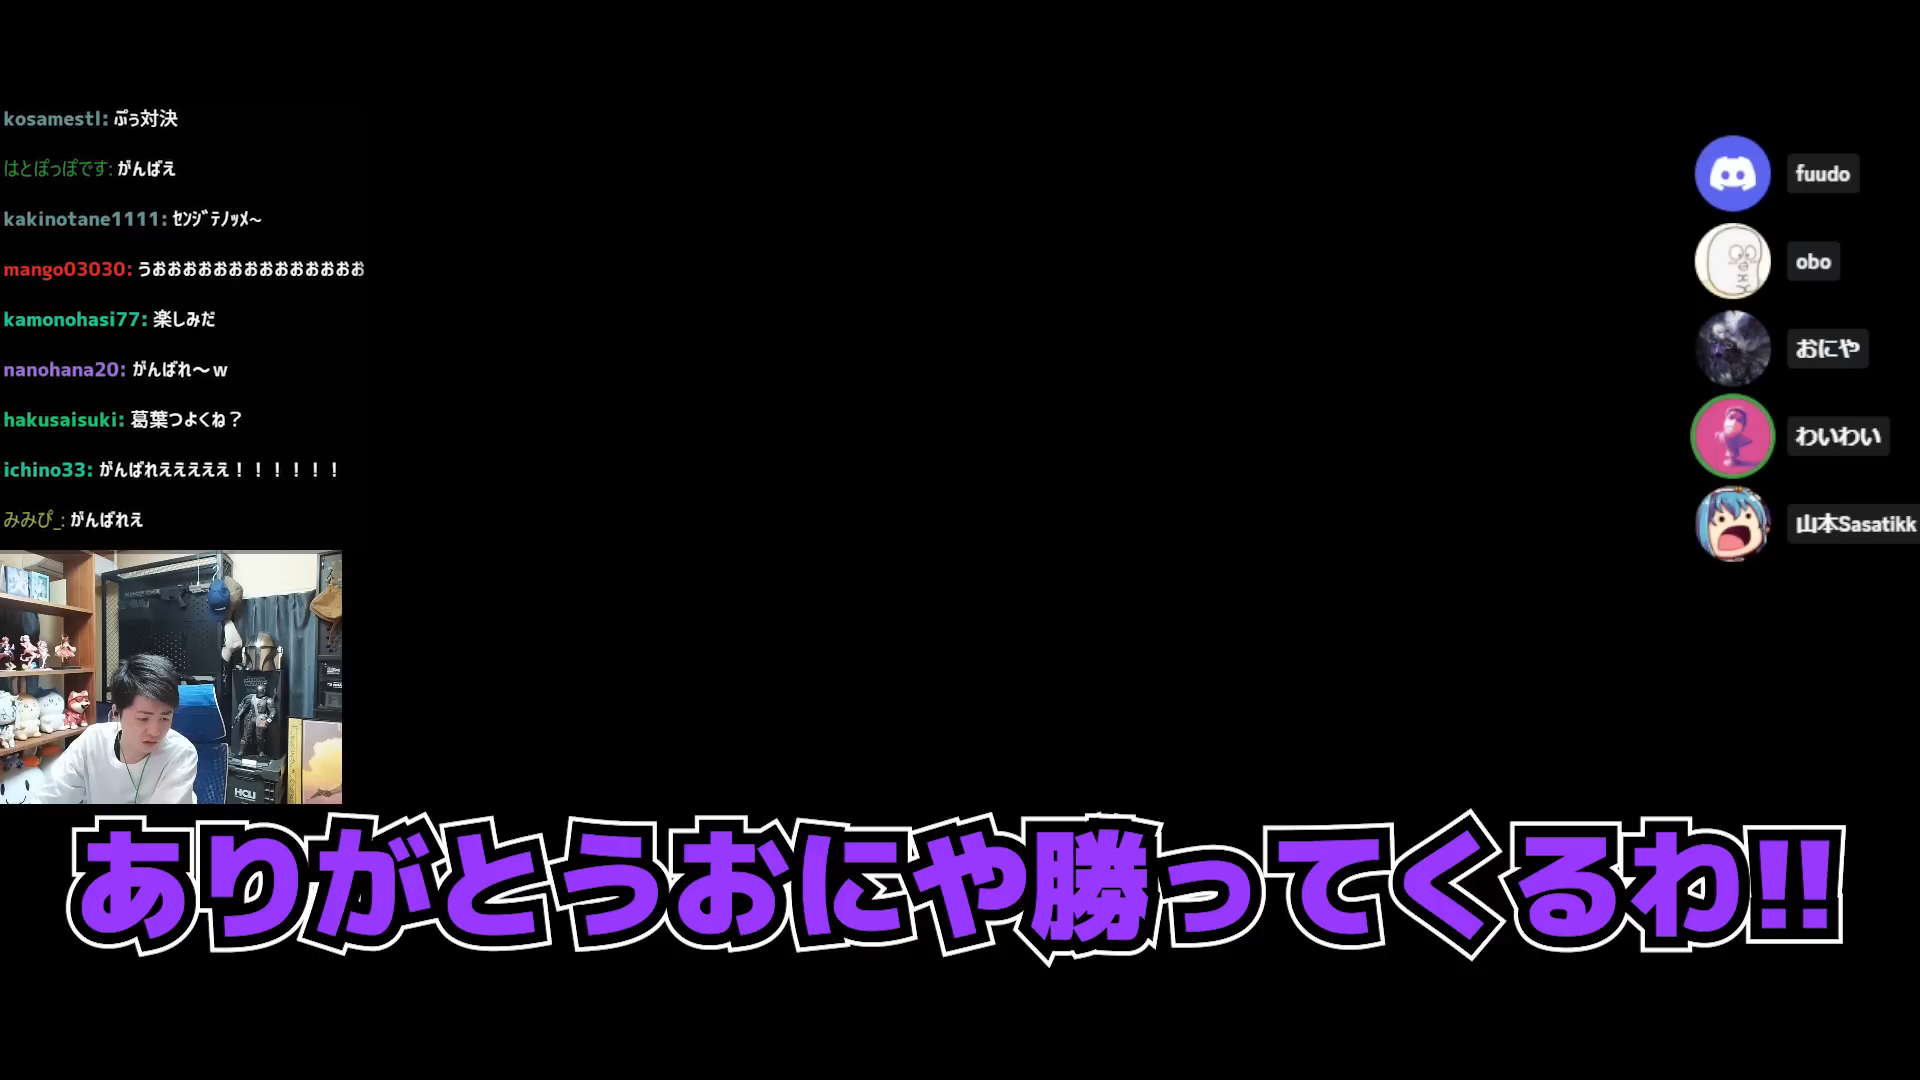 kosamestl: ぷぅ対決
はとぽっぽです: がんばえ
kakinotane1111: ｾﾝｼﾞﾃﾉｯﾒ~
mango03030: うおおおおおおおおおおおおおお
kamonohasi77: 楽しみだ
nanohana20: がんばれ～w
hakusaisuki: 葛葉つよくね？
ichino33: がんばれえええええ！！！！！！
みみぴ_: がんばれえ
fuudo
obo
おにや
わいわい
山本Sasatikk
HCLI
ありがとうおにや勝ってくるわ!!